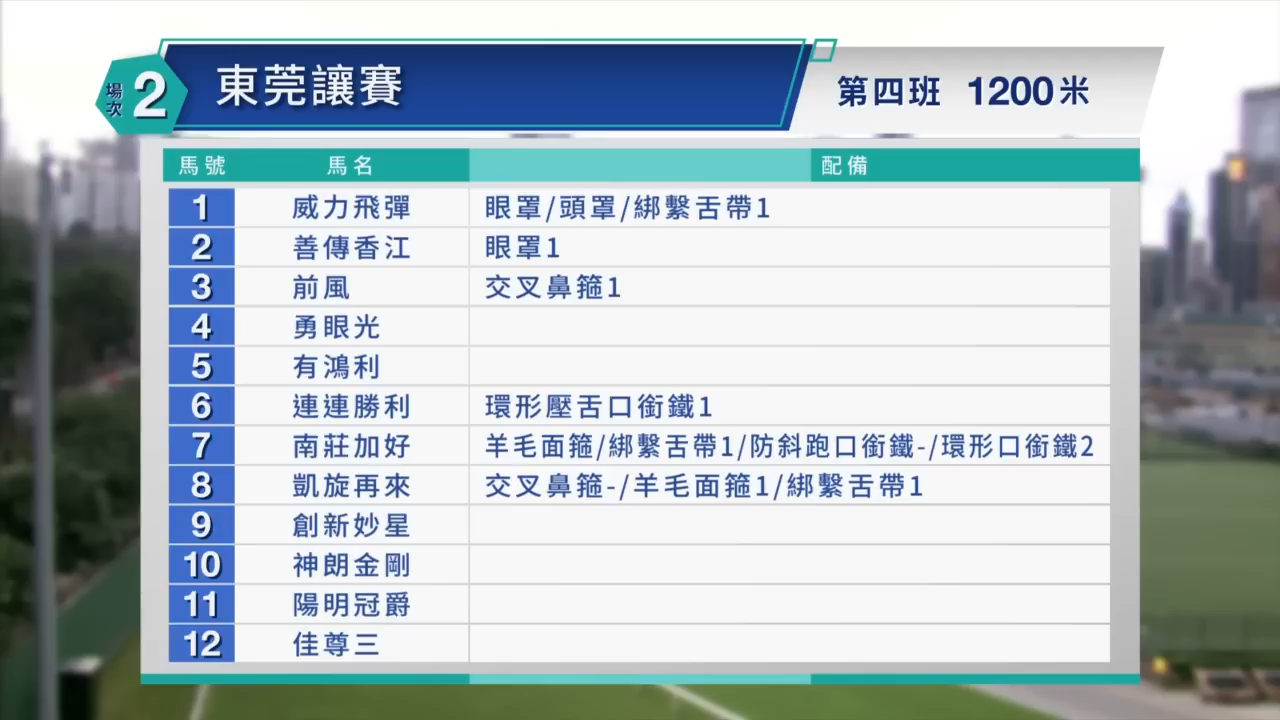 場次 2 東莞讓賽 第四班 1200米
馬號 馬名 配備
1 威力飛彈 眼罩/頭罩/綁繫舌帶1
2 善傳香江 眼罩1
3 前風 交叉鼻箍1
4 勇眼光
5 有鴻利
6 連連勝利 環形壓舌口銜鐵1
7 南莊加好 羊毛面箍/綁繫舌帶1/防斜跑口銜鐵-/環形口銜鐵2
8 凱旋再來 交叉鼻箍-/羊毛面箍1/綁繫舌帶1
9 創新妙星
10 神朗金剛
11 陽明冠爵
12 佳尊三